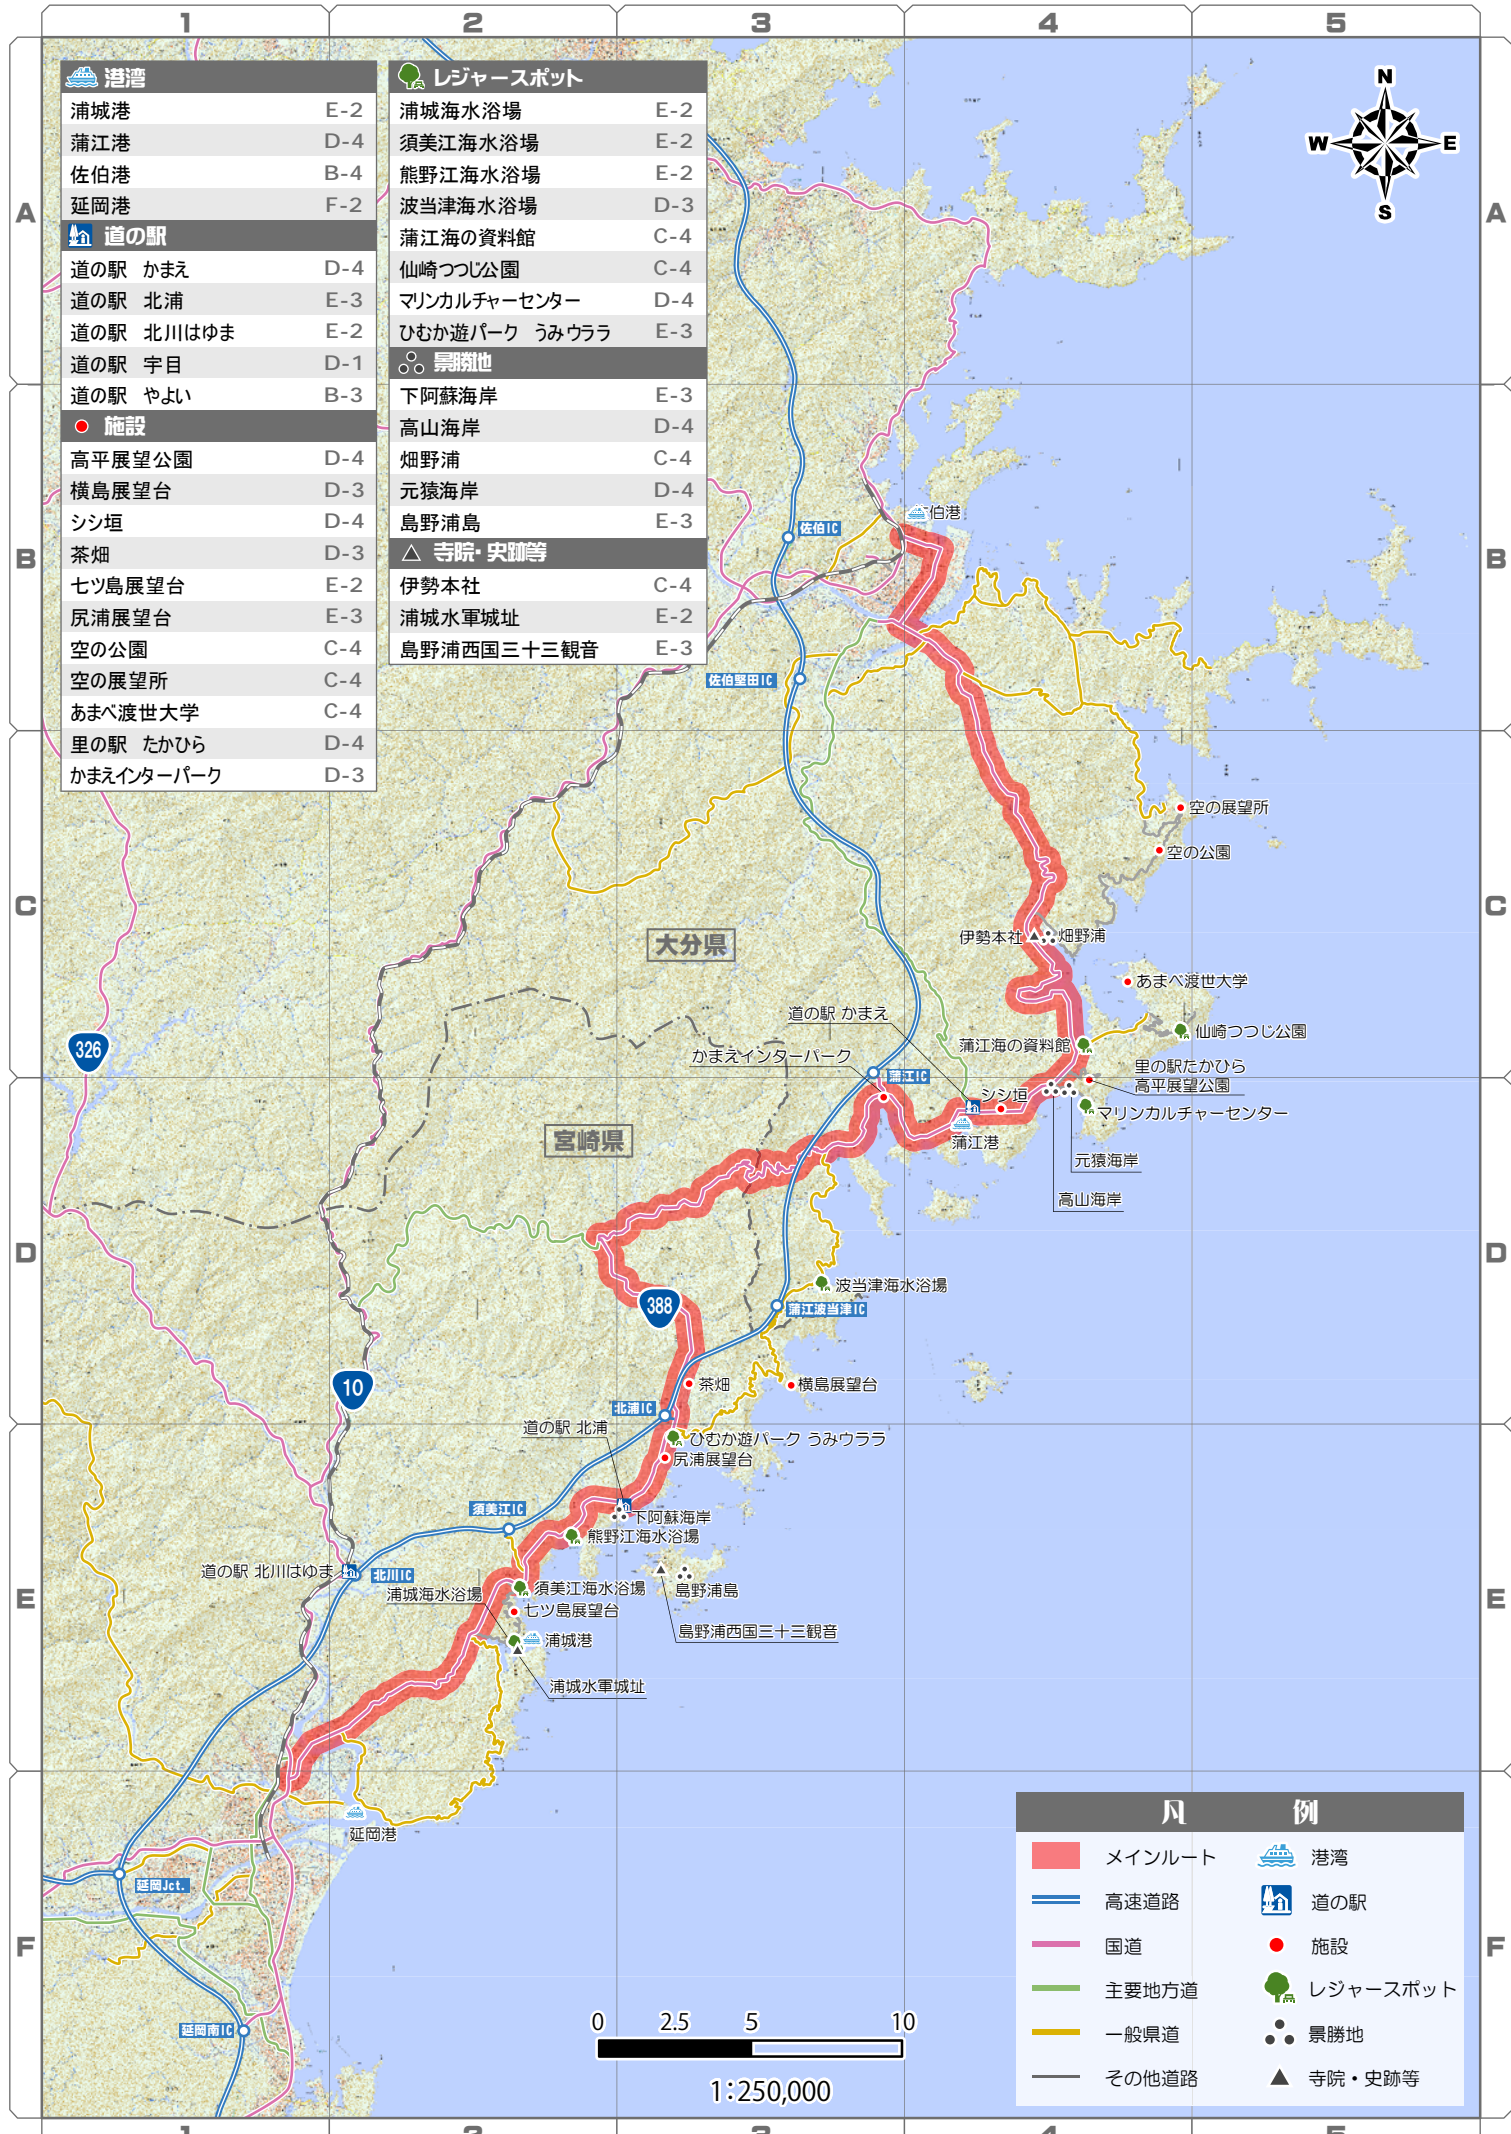 1 2 3 4 5
港湾
浦城港 E-2
蒲江港 D-4
佐伯港 B-4
延岡港 F-2
道の駅
道の駅 かまえ D-4
道の駅 北浦 E-3
道の駅 北川はゆま E-2
道の駅 宇目 D-1
道の駅 やよい B-3
施設
高平展望公園 D-4
横島展望台 D-3
シシ垣 D-4
茶畑 D-3
七ツ島展望台 E-2
尻浦展望台 E-3
空の公園 C-4
空の展望所 C-4
あまべ渡世大学 C-4
里の駅 たかひら D-4
かまえインターパーク D-3
レジャースポット
浦城海水浴場 E-2
須美江海水浴場 E-2
熊野江海水浴場 E-2
波当津海水浴場 D-3
蒲江海の資料館 C-4
仙崎つつじ公園 C-4
マリンカルチャーセンター D-4
ひむか遊パーク うみウララ E-3
景勝地
下阿蘇海岸 E-3
高山海岸 D-4
畑野浦 C-4
元猿海岸 D-4
島野浦島 E-3
寺院・史跡等
伊勢本社 C-4
浦城水軍城址 E-2
島野浦西国三十三観音 E-3
N
W E
S
A A
B B
C C
D D
E E
F F
伯港
佐伯IC
佐伯堅田IC
空の展望所
空の公園
大分県
伊勢本社 畑野浦
あまべ渡世大学
道の駅 かまえ
仙崎つつじ公園
326
蒲江海の資料館
かまえインターパーク
里の駅たかひら
高平展望公園
蒲江IC
シシ垣
マリンカルチャーセンター
宮崎県
蒲江港
元猿海岸
高山海岸
波当津海水浴場
388
蒲江波当津IC
10
茶畑
横島展望台
北浦IC
道の駅 北浦
ひむか遊パーク うみウララ
尻浦展望台
須美江IC
下阿蘇海岸
熊野江海水浴場
道の駅 北川はゆま
北川IC
浦城海水浴場
須美江海水浴場
島野浦島
七ツ島展望台
島野浦西国三十三観音
浦城港
浦城水軍城址
延岡港
延岡Jct.
延岡南IC
凡例
メインルート
高速道路
国道
主要地方道
一般県道
その他道路
港湾
道の駅
施設
レジャースポット
景勝地
寺院・史跡等
0 2.5 5 10
1:250,000
1 2 3 4 5